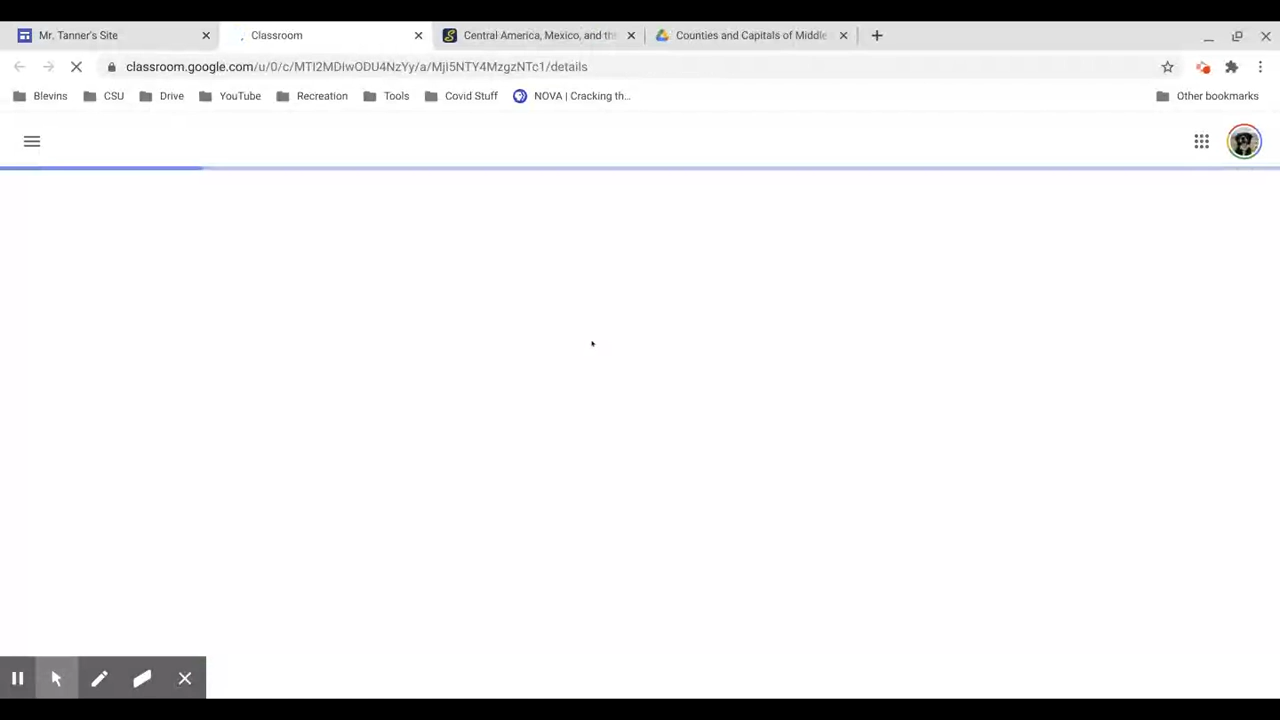 Mr. Tanner's Site
Classroom
Central America, Mexico, and th
Counties and Capitals of Middle
classroom.google.com/u/0/c/MTI2MDIwODU4NzYy/a/MjI5NTY4MzgzNTc1/details
Blevins
CSU
Drive
YouTube
Recreation
Tools
Covid Stuff
NOVA | Cracking th...
Other bookmarks